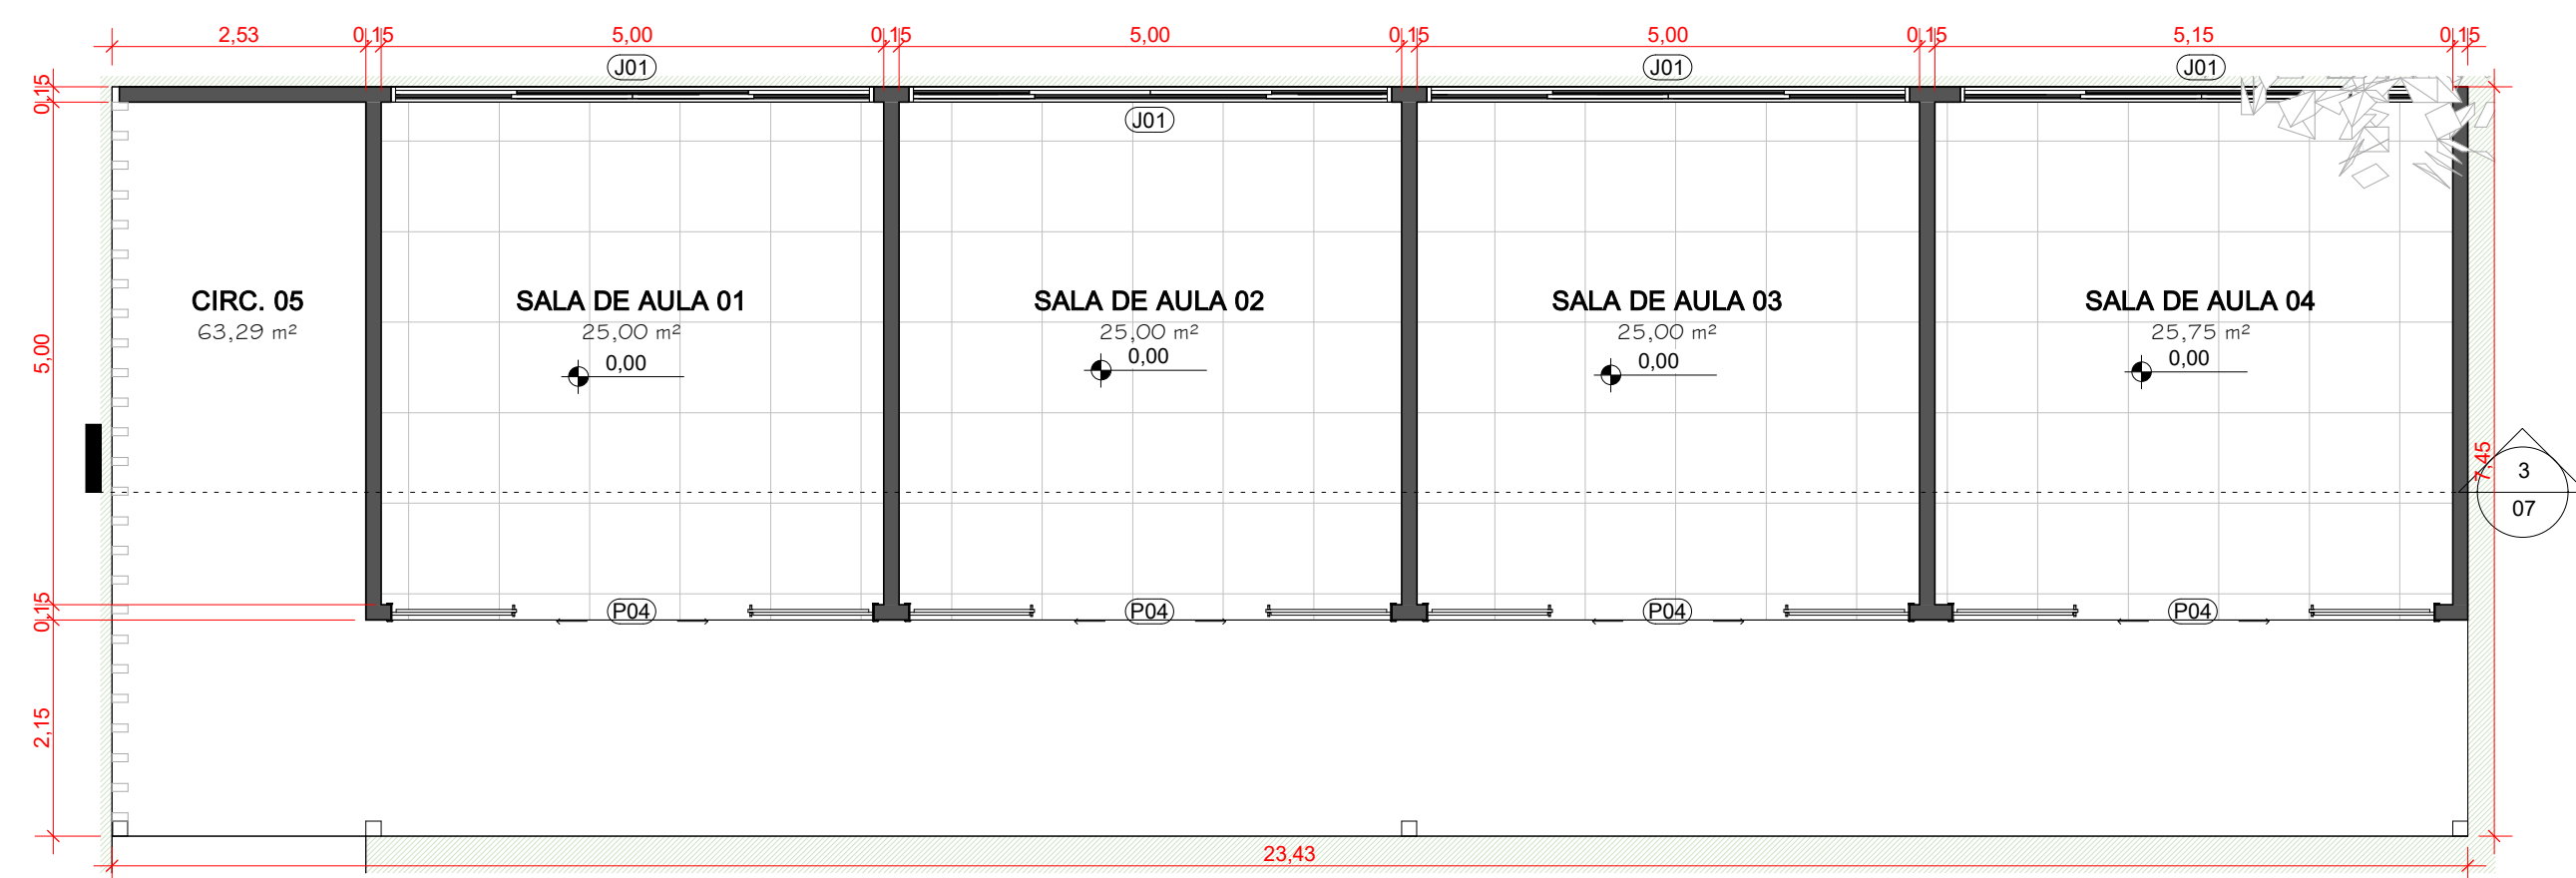 2,53 0,15 5,00 0,15 5,00 0,15 5,00 0,15 5,15 0,15
J01 J01 J01
0,15
J01
CIRC. 05 SALA DE AULA 01 SALA DE AULA 02 SALA DE AULA 03 SALA DE AULA 04
63,29 m² 25,00 m² 25,00 m² 25,00 m² 25,75 m²
0,00 0,00 0,00 0,00
5,00
7,45
3
07
0,15
P04 P04 P04 P04
2,15
23,43